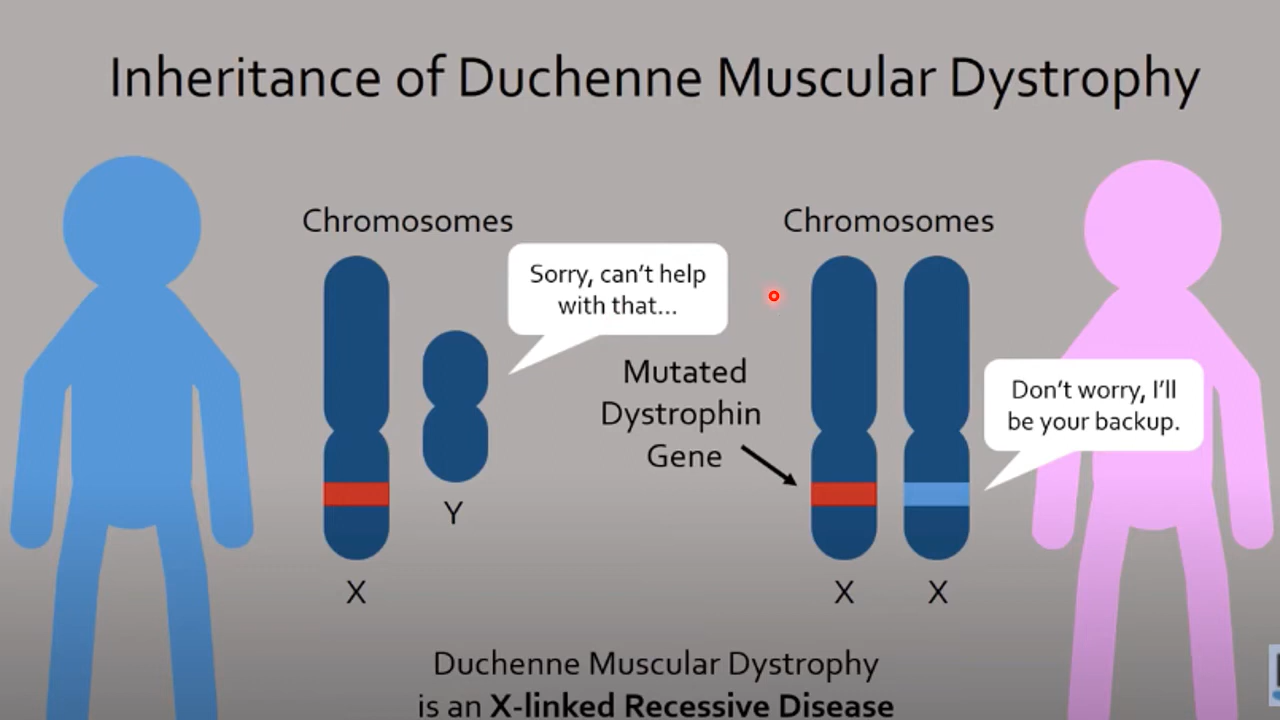 Inheritance of Duchenne Muscular Dystrophy
Chromosomes
Sorry, can't help
with that...
X
Y
Chromosomes
Mutated
Dystrophin
Gene
Don't worry, I'll
be your backup.
X
X
Duchenne Muscular Dystrophy
is an X-linked Recessive Disease